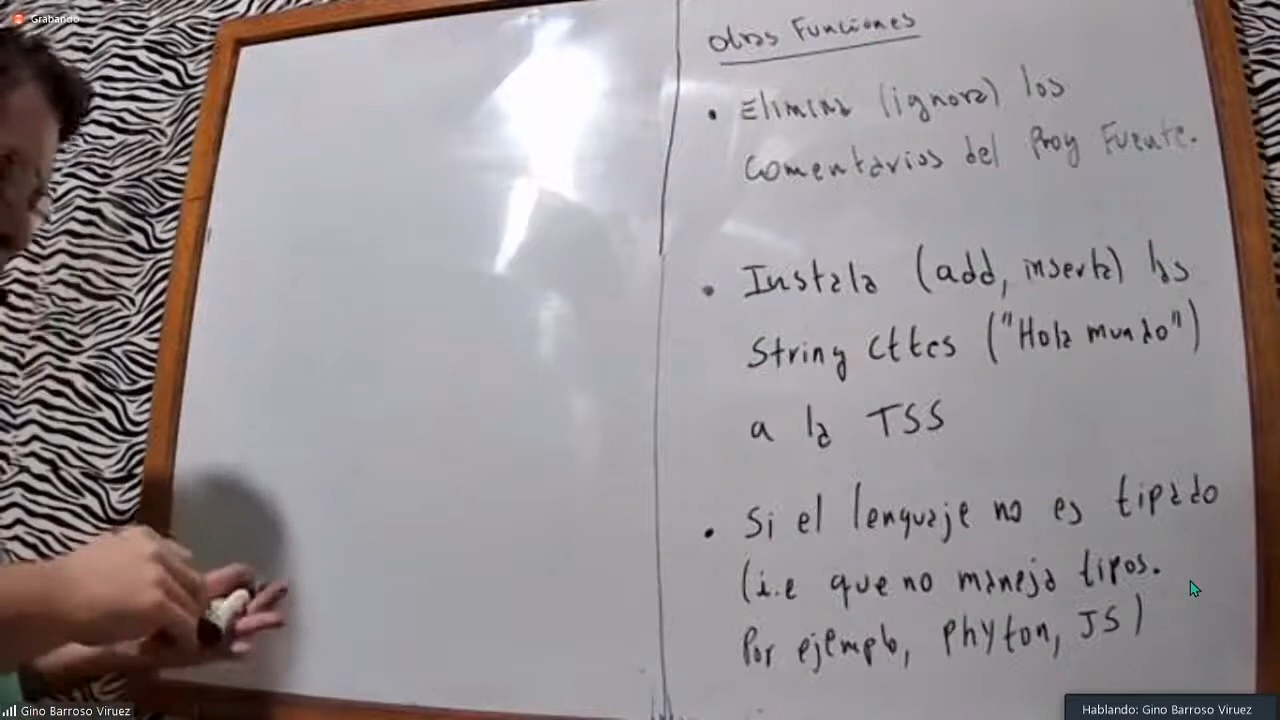 Grabando
Otras Funciones
• Elimina (ignora) los
Comentarios del Prog Fuente.
• Instala (add, inserta) las
String Cttes ("Hola mundo")
a la TSS
• Si el lenguaje no es tipado
(i.e que no maneja tipos.
Por ejemplo, Phyton, JS)
Gino Barroso Viruez
Hablando: Gino Barroso Viruez